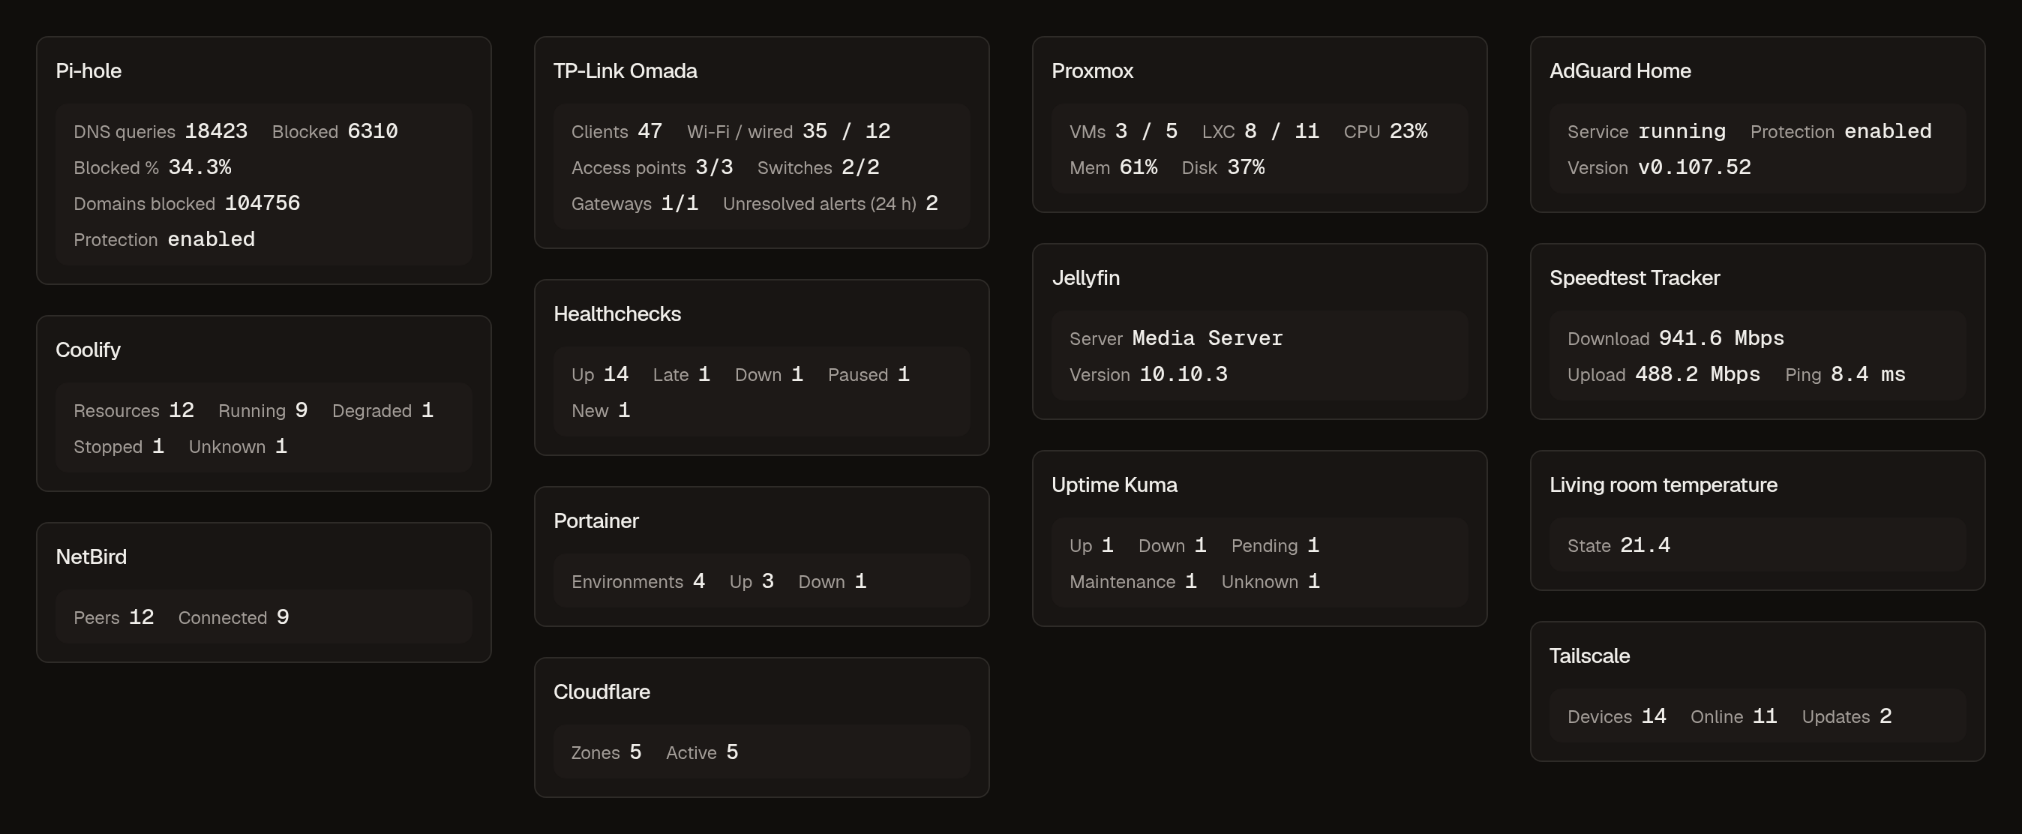 Pi-hole
DNS queries 18423 Blocked 6310
Blocked % 34.3%
Domains blocked 104756
Protection enabled
Coolify
Resources 12 Running 9 Degraded 1
Stopped 1 Unknown 1
NetBird
Peers 12 Connected 9
TP-Link Omada
Clients 47 Wi-Fi / wired 35 / 12
Access points 3/3 Switches 2/2
Gateways 1/1 Unresolved alerts (24 h) 2
Healthchecks
Up 14 Late 1 Down 1 Paused 1
New 1
Portainer
Environments 4 Up 3 Down 1
Cloudflare
Zones 5 Active 5
Proxmox
VMs 3 / 5 LXC 8 / 11 CPU 23%
Mem 61% Disk 37%
Jellyfin
Server Media Server
Version 10.10.3
Uptime Kuma
Up 1 Down 1 Pending 1
Maintenance 1 Unknown 1
AdGuard Home
Service running Protection enabled
Version v0.107.52
Speedtest Tracker
Download 941.6 Mbps
Upload 488.2 Mbps Ping 8.4 ms
Living room temperature
State 21.4
Tailscale
Devices 14 Online 11 Updates 2